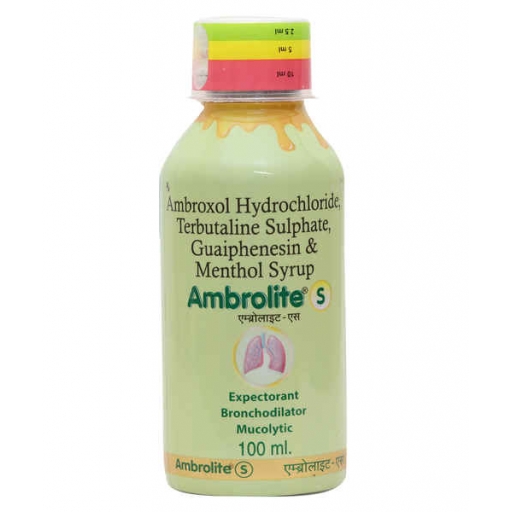 2.5 ml
5 ml
10 ml
Ambroxol Hydrochloride,
Terbutaline Sulphate,
Guaiphenesin &
Menthol Syrup
Ambrolite® S
एम्ब्रोलाइट-एस
Expectorant
Bronchodilator
Mucolytic
100 ml.
Ambrolite® S एम्ब्रोलाइट-एस